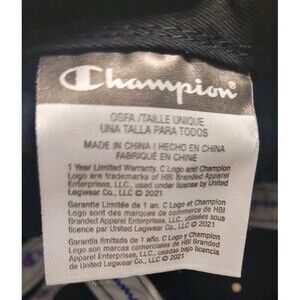 Champion
OSFA/TAILLE UNIQUE
UNA TALLA PARA TODOS
MADE IN CHINA / HECHO EN CHINA
FABRIQUÉ EN CHINE
1 Year Limited Warranty. C Logo and Champion
Logo are trademarks of HBI Branded Apparel
Enterprises, LLC., used under license by
United Legwear Co., LLC © 2021
Garantie Limitée de 1 an. C Logo et Champion
Logo sont des marques de commerce de HBI
Branded Apparel Enterprises, LLC, utilisées sous
licence par United Legwear Co., LLC © 2021
Garantía Limitada de 1 año. C Logo y Champion
Logo son marcas comerciales de HBI Branded
Apparel Enterprises, LLC., usadas bajo licencia
de United Legwear Co., LLC © 2021